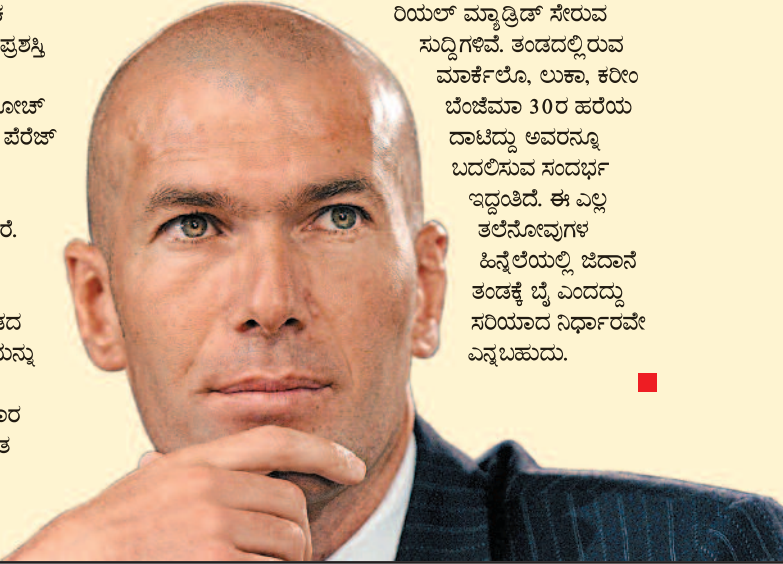 ಪ್ರಶಸ್ತಿ
ಪೆರೆಜ್
ರೆ.
ರಿಯಲ್ ಮ್ಯಾಡ್ರಿಡ್ ಸೇರುವ
ಸುದ್ದಿಗಳಿವೆ. ತಂಡದಲ್ಲಿರುವ
ಮಾರ್ಕೆಲೊ, ಲುಕಾ, ಕರೀಂ
ಬೆಂಜೆಮಾ 30ರ ಹರೆಯ
ದಾಟಿದ್ದು ಅವರನ್ನೂ
ಬದಲಿಸುವ ಸಂದರ್ಭ
ಇದ್ದಂತಿದೆ. ಈ ಎಲ್ಲ
ತಲೆನೋವುಗಳ
ಹಿನ್ನೆಲೆಯಲ್ಲಿ ಜಿದಾನೆ
ತಂಡಕ್ಕೆ ಬೈ ಎಂದದ್ದು
ಸರಿಯಾದ ನಿರ್ಧಾರವೇ
ಎನ್ನಬಹುದು.